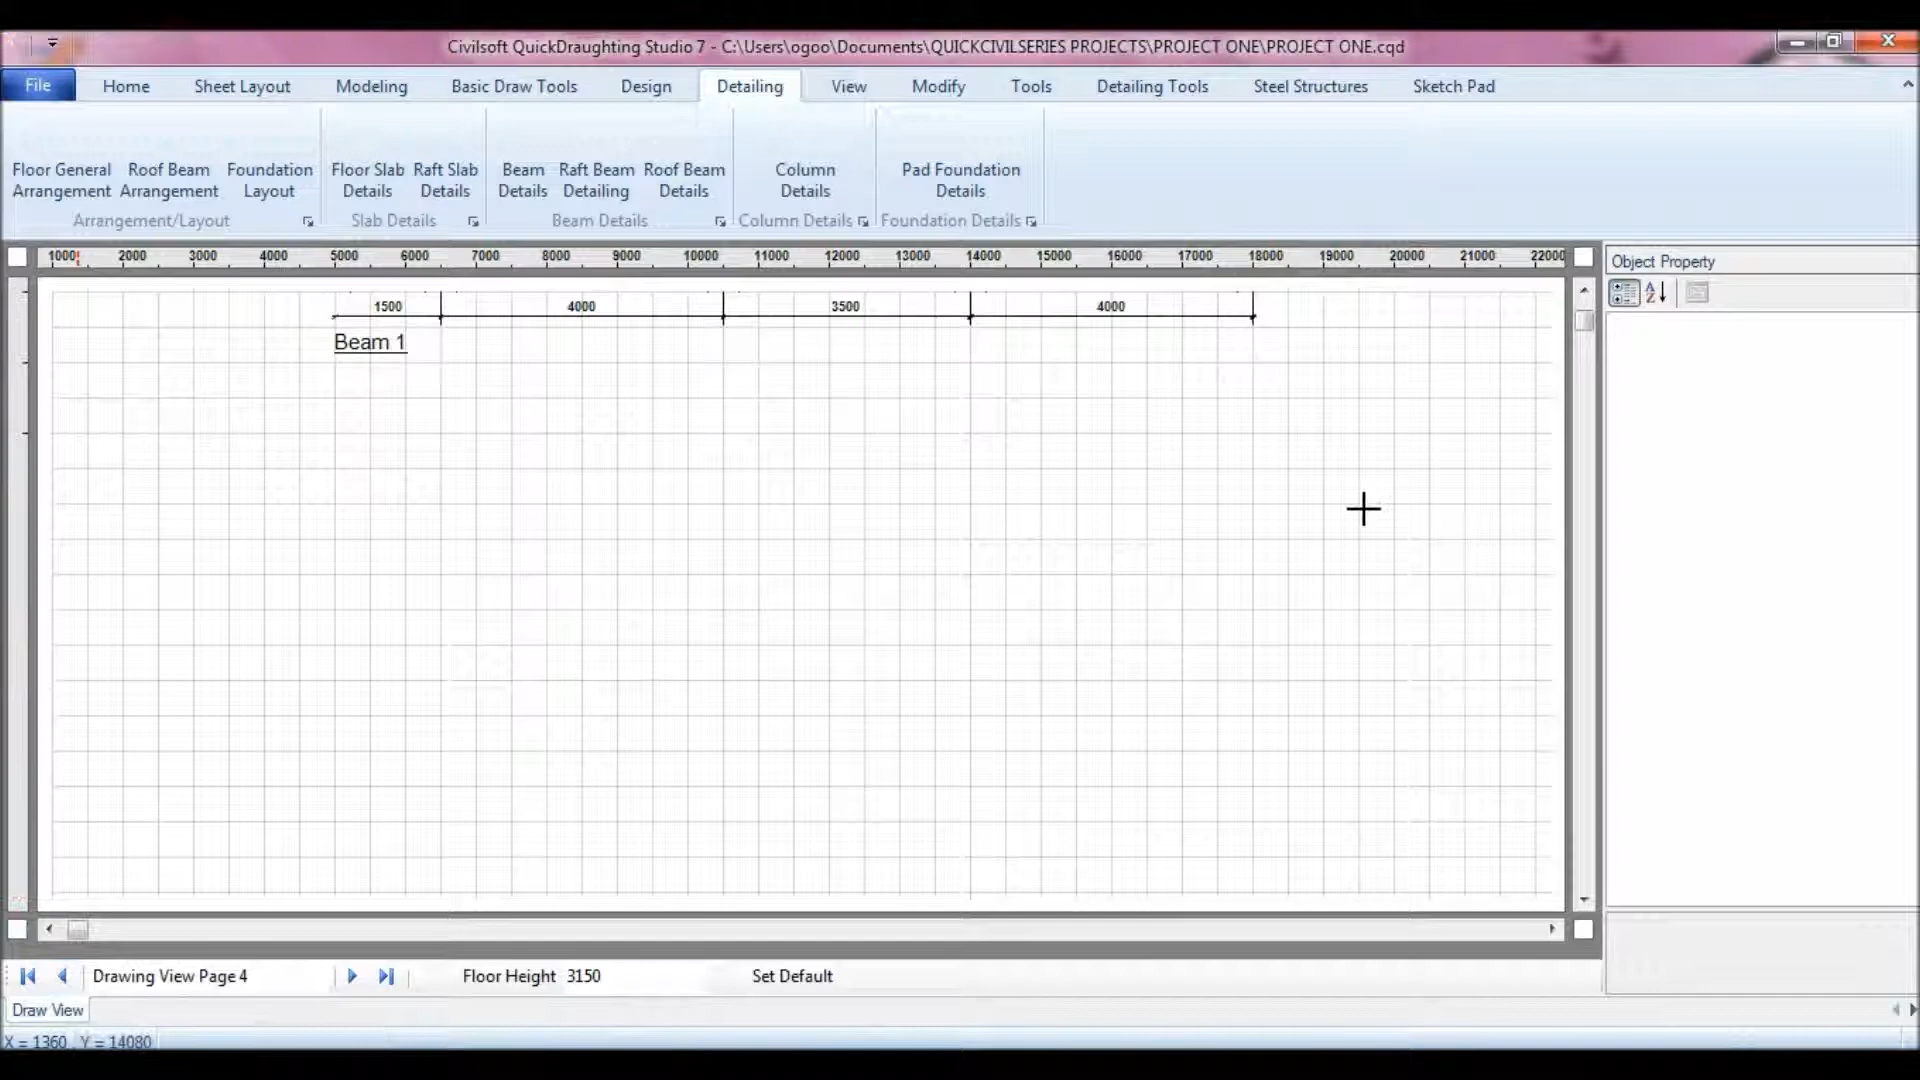 Civilsoft QuickDraughting Studio 7 - C:\Users\ogoo\Documents\QUICKCIVILSERIES PROJECTS\PROJECT ONE\PROJECT ONE.cqd
File Home Sheet Layout Modeling Basic Draw Tools Design Detailing View Modify Tools Detailing Tools Steel Structures Sketch Pad
Floor General Roof Beam Foundation Floor Slab Raft Slab Beam Raft Beam Roof Beam Column Pad Foundation
Arrangement Arrangement Layout Details Details Details Detailing Details Details Details
Arrangement/Layout Slab Details Beam Details Column Details Foundation Details
1000 2000 3000 4000 5000 6000 7000 8000 9000 10000 11000 12000 13000 14000 15000 16000 17000 18000 19000 20000 21000 22000
Object Property
1500 4000 3500 4000
Beam 1
Drawing View Page 4 Floor Height 3150 Set Default
Draw View
X = 1360 , Y = 14080